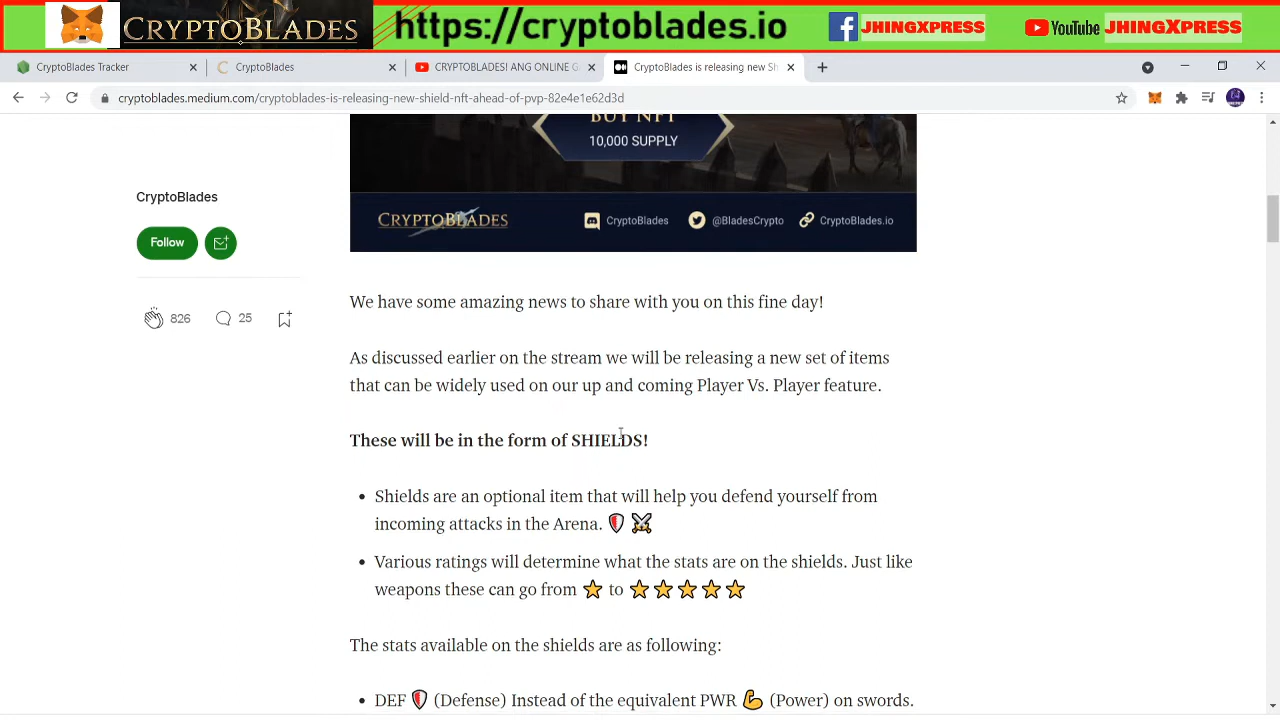 CRYPTOBLADES
https://cryptoblades.io
JHINGXPRESS
YouTube JHINGXPRESS
CryptoBlades Tracker
CryptoBlades
CRYPTOBLADES! ANG ONLINE G
CryptoBlades is releasing new Sh
cryptoblades.medium.com/cryptoblades-is-releasing-new-shield-nft-ahead-of-pvp-82e4e1e62d3d
BUY NFT
10,000 SUPPLY
CRYPTOBLADES
CryptoBlades
@BladesCrypto
CryptoBlades.io
CryptoBlades
Follow
826
25
We have some amazing news to share with you on this fine day!
As discussed earlier on the stream we will be releasing a new set of items
that can be widely used on our up and coming Player Vs. Player feature.
These will be in the form of SHIELDS!
• Shields are an optional item that will help you defend yourself from
incoming attacks in the Arena. 🛡️ ⚔️
• Various ratings will determine what the stats are on the shields. Just like
weapons these can go from ⭐ to ⭐ ⭐ ⭐ ⭐ ⭐
The stats available on the shields are as following:
• DEF 🛡️ (Defense) Instead of the equivalent PWR 💪 (Power) on swords.